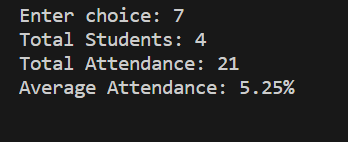 Enter choice: 7
Total Students: 4
Total Attendance: 21
Average Attendance: 5.25%